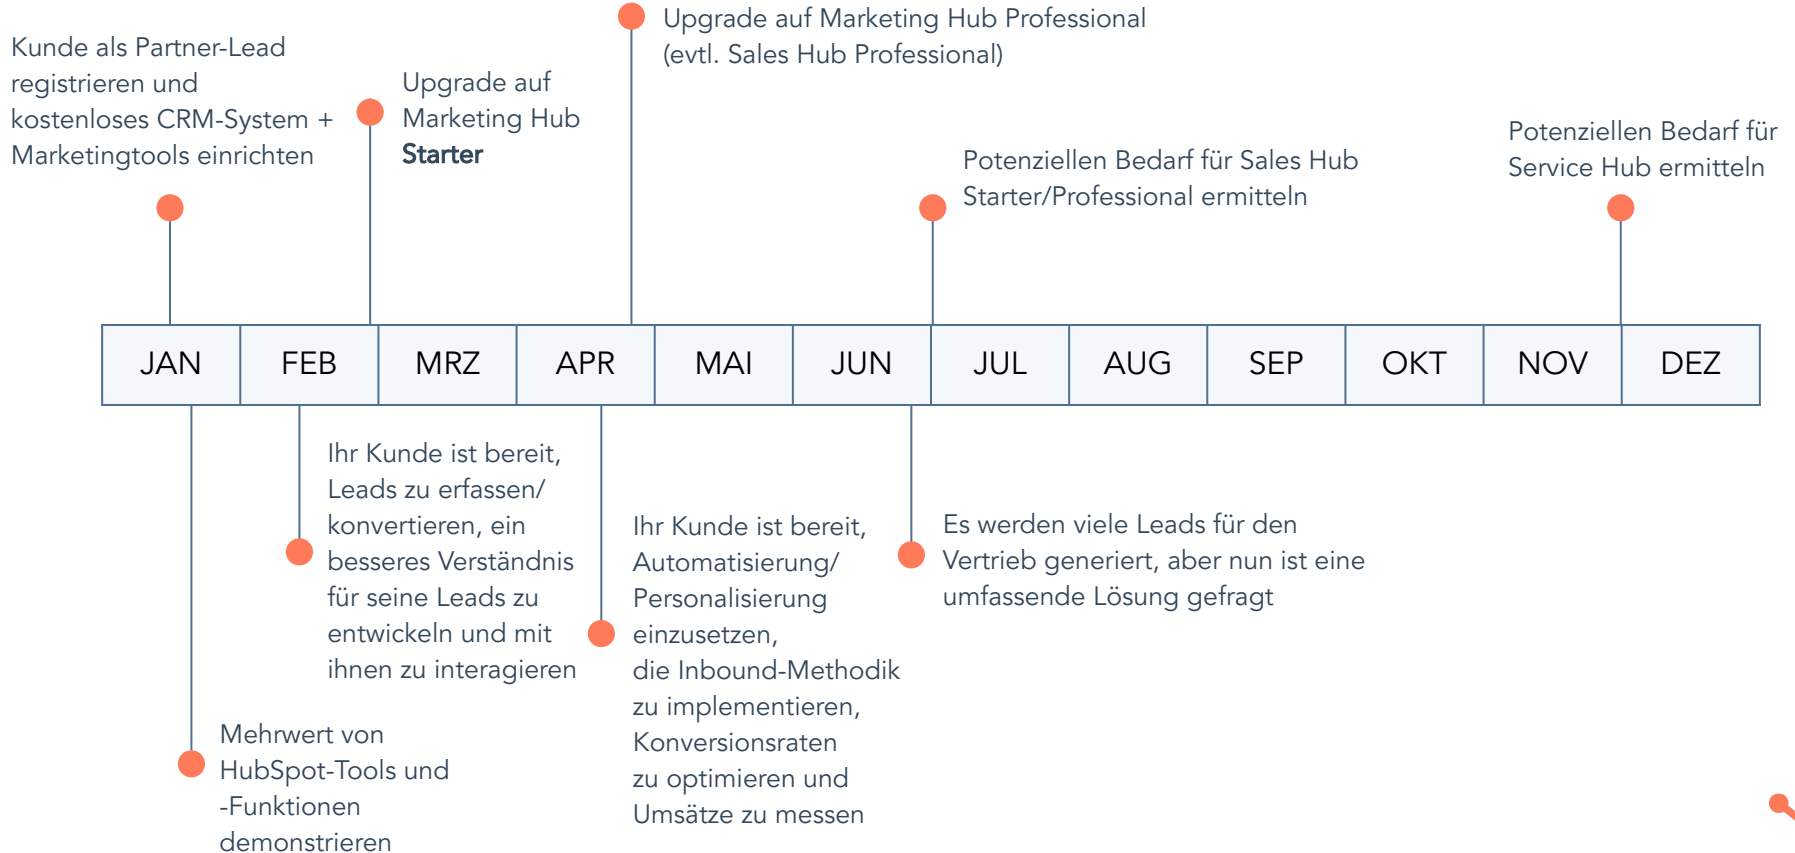 Kunde als Partner-Lead
registrieren und
kostenloses CRM-System +
Marketingtools einrichten
Upgrade auf
Marketing Hub
Starter
Upgrade auf Marketing Hub Professional
(evtl. Sales Hub Professional)
Potenziellen Bedarf für Sales Hub
Starter/Professional ermitteln
Potenziellen Bedarf für
Service Hub ermitteln
JAN FEB MRZ APR MAI JUN JUL AUG SEP OKT NOV DEZ
Mehrwert von
HubSpot-Tools und
-Funktionen
demonstrieren
Ihr Kunde ist bereit,
Leads zu erfassen/
konvertieren, ein
besseres Verständnis
für seine Leads zu
entwickeln und mit
ihnen zu interagieren
Ihr Kunde ist bereit,
Automatisierung/
Personalisierung
einzusetzen,
die Inbound-Methodik
zu implementieren,
Konversionsraten
zu optimieren und
Umsätze zu messen
Es werden viele Leads für den
Vertrieb generiert, aber nun ist eine
umfassende Lösung gefragt